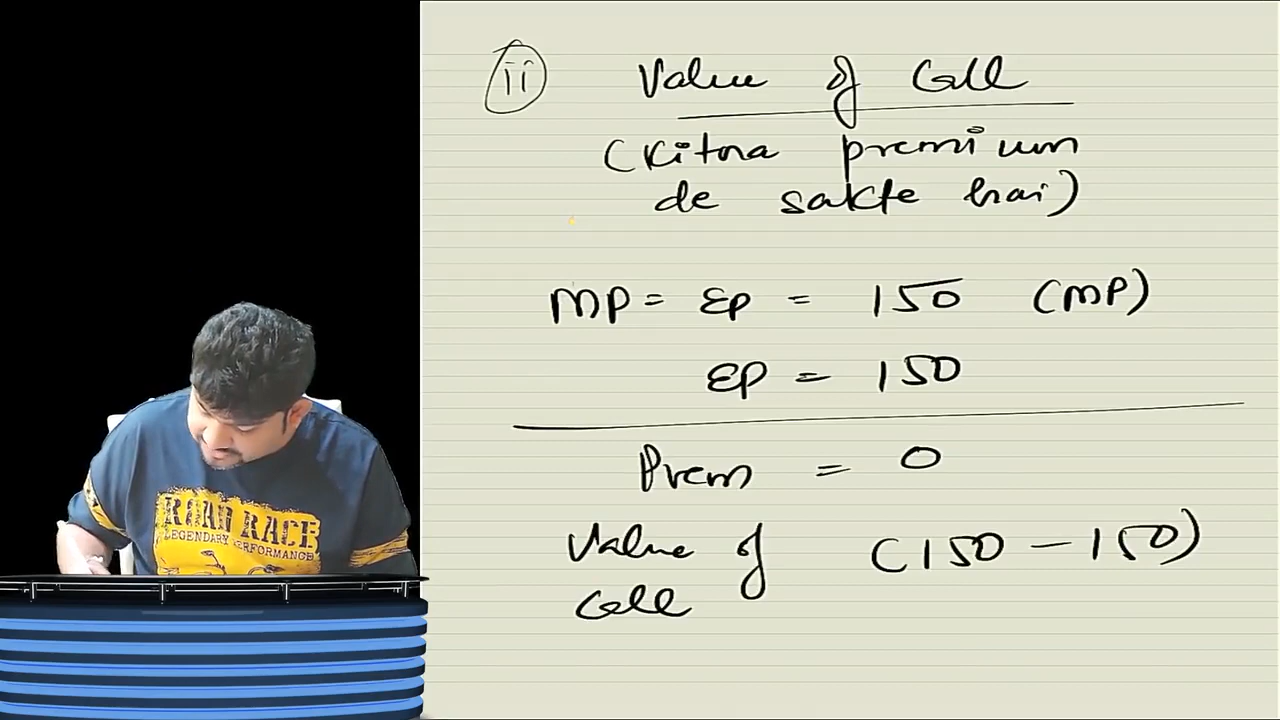 ii Value of Call
(Kitna premium
de sakte hai)
MP = EP = 150 (MP)
EP = 150
Prem = 0
Value of (150 - 150)
Call
ROAD RACE
LEGENDARY PERFORMANCE